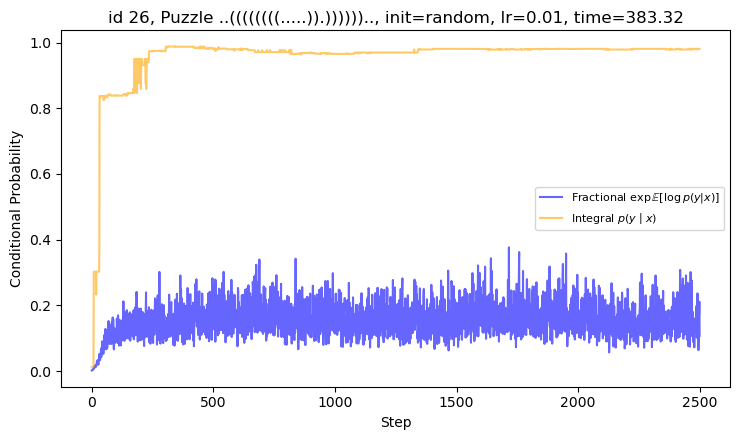 id 26, Puzzle ..((((((((.....)).)))))).., init=random, lr=0.01, time=383.32
Conditional Probability
1.0
0.8
0.6
0.4
0.2
0.0
Fractional exp𝔼[log p(y|x)]
Integral p(y | x)
0 500 1000 1500 2000 2500
Step